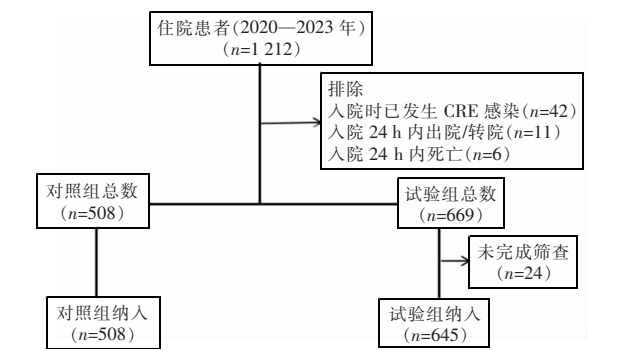 住院患者(2020—2023 年)
(n=1 212)
排除
入院时已发生 CRE 感染(n=42)
入院 24 h 内出院/转院(n=11)
入院 24 h 内死亡(n=6)
对照组总数
(n=508)
试验组总数
(n=669)
未完成筛查
(n=24)
对照组纳入
(n=508)
试验组纳入
(n=645)